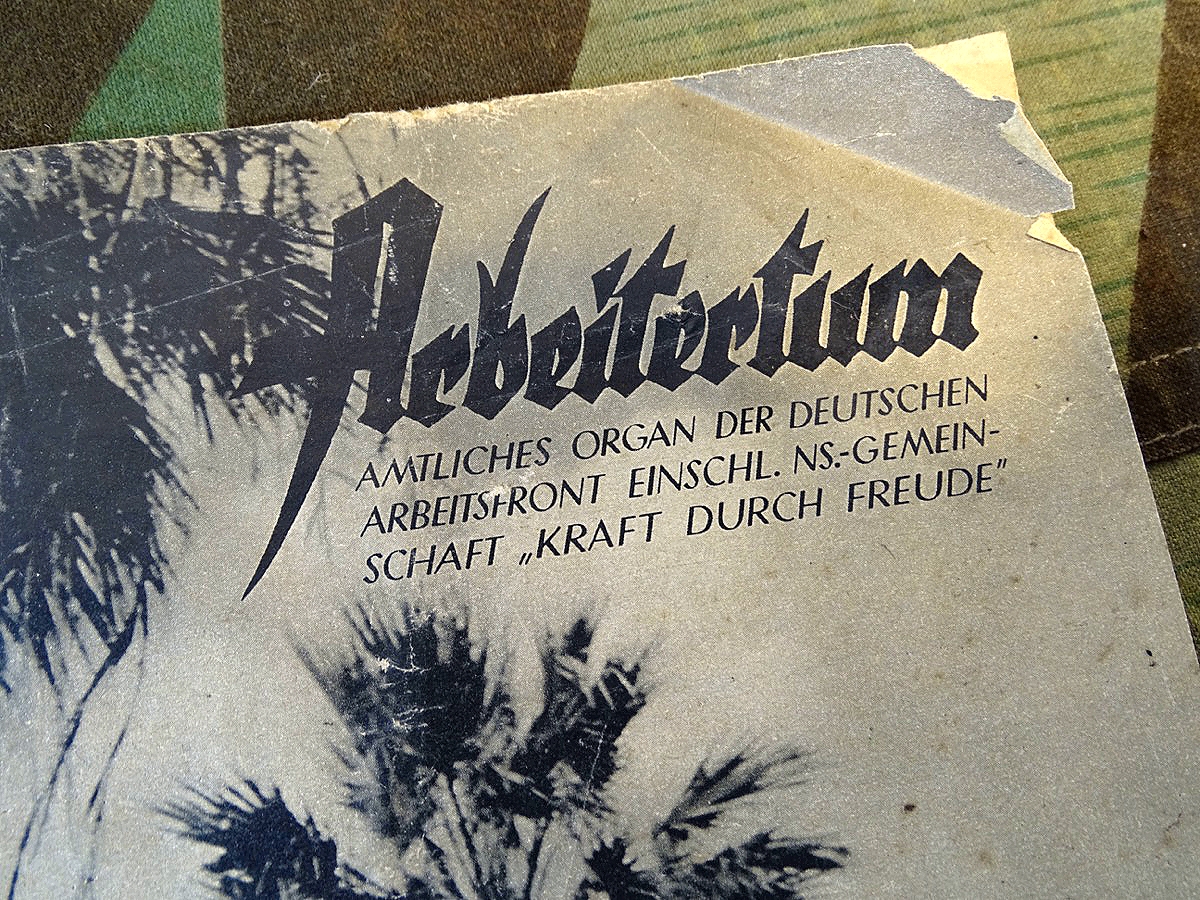 Arbeitertum
AMTLICHES ORGAN DER DEUTSCHEN
ARBEITSFRONT EINSCHL. NS.-GEMEIN-
SCHAFT „KRAFT DURCH FREUDE”